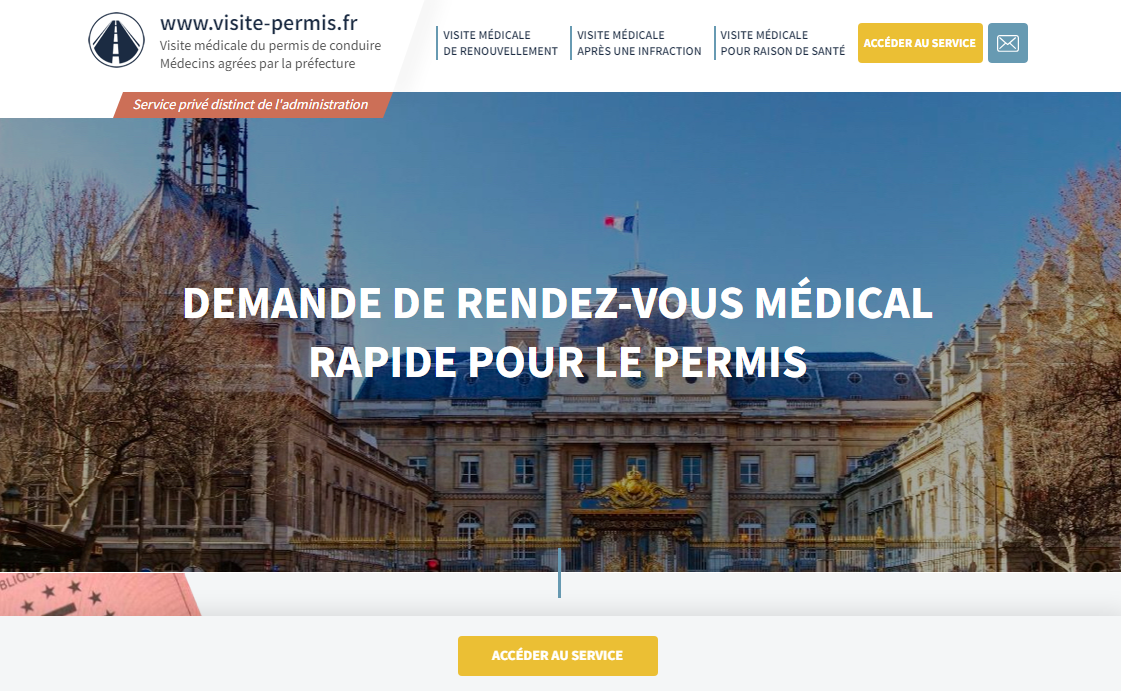 www.visite-permis.fr
Visite médicale du permis de conduire
Médecins agrées par la préfecture
Service privé distinct de l'administration
VISITE MÉDICALE
DE RENOUVELLEMENT
VISITE MÉDICALE
APRÈS UNE INFRACTION
VISITE MÉDICALE
POUR RAISON DE SANTÉ
ACCÉDER AU SERVICE
DEMANDE DE RENDEZ-VOUS MÉDICAL
RAPIDE POUR LE PERMIS
BLIQUE
ACCÉDER AU SERVICE